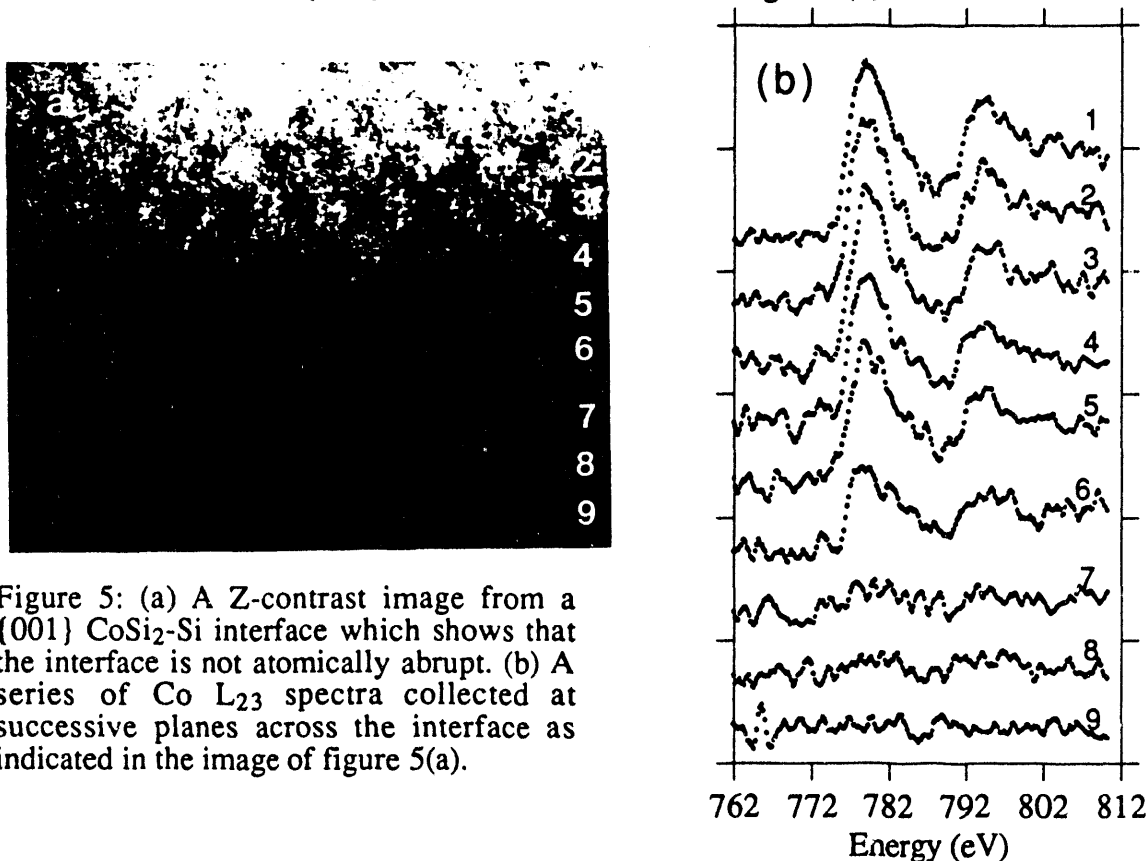 a
2
3
4
5
6
7
8
9
Figure 5: (a) A Z-contrast image from a
{001} CoSi2-Si interface which shows that
the interface is not atomically abrupt. (b) A
series of Co L23 spectra collected at
successive planes across the interface as
indicated in the image of figure 5(a).
(b)
1
2
3
4
5
6
7
8
9
762 772 782 792 802 812
Energy (eV)